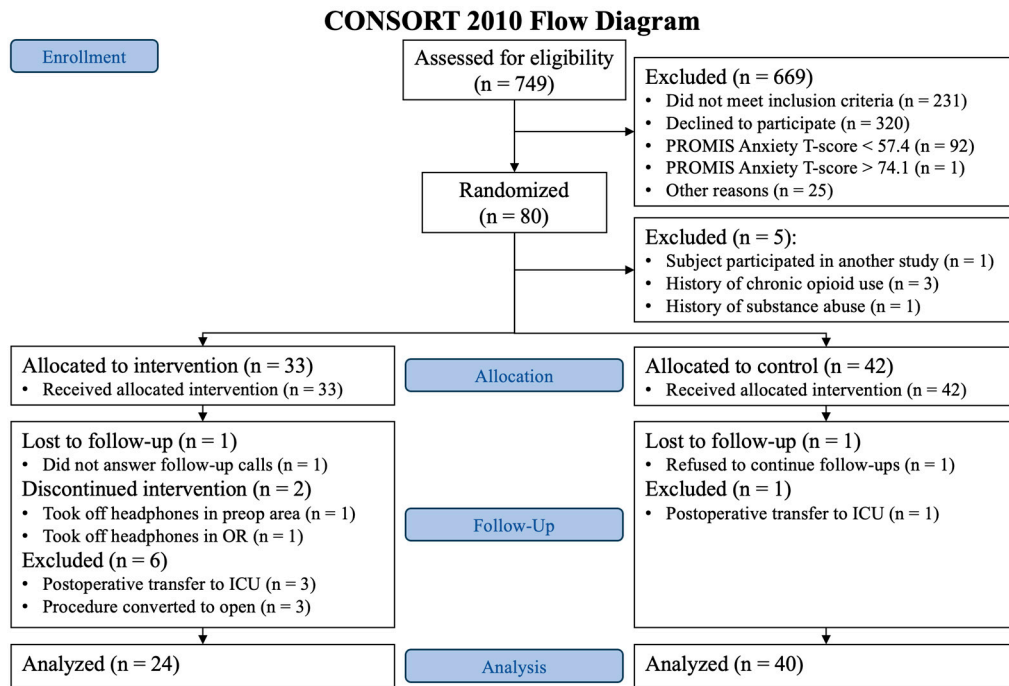 CONSORT 2010 Flow Diagram
Enrollment
Assessed for eligibility
(n = 749)
Excluded (n = 669)
• Did not meet inclusion criteria (n = 231)
• Declined to participate (n = 320)
• PROMIS Anxiety T-score < 57.4 (n = 92)
• PROMIS Anxiety T-score > 74.1 (n = 1)
• Other reasons (n = 25)
Randomized
(n = 80)
Excluded (n = 5):
• Subject participated in another study (n = 1)
• History of chronic opioid use (n = 3)
• History of substance abuse (n = 1)
Allocated to intervention (n = 33)
• Received allocated intervention (n = 33)
Allocation
Allocated to control (n = 42)
• Received allocated intervention (n = 42)
Lost to follow-up (n = 1)
• Did not answer follow-up calls (n = 1)
Discontinued intervention (n = 2)
• Took off headphones in preop area (n = 1)
• Took off headphones in OR (n = 1)
Excluded (n = 6)
• Postoperative transfer to ICU (n = 3)
• Procedure converted to open (n = 3)
Follow-Up
Lost to follow-up (n = 1)
• Refused to continue follow-ups (n = 1)
Excluded (n = 1)
• Postoperative transfer to ICU (n = 1)
Analyzed (n = 24)
Analysis
Analyzed (n = 40)